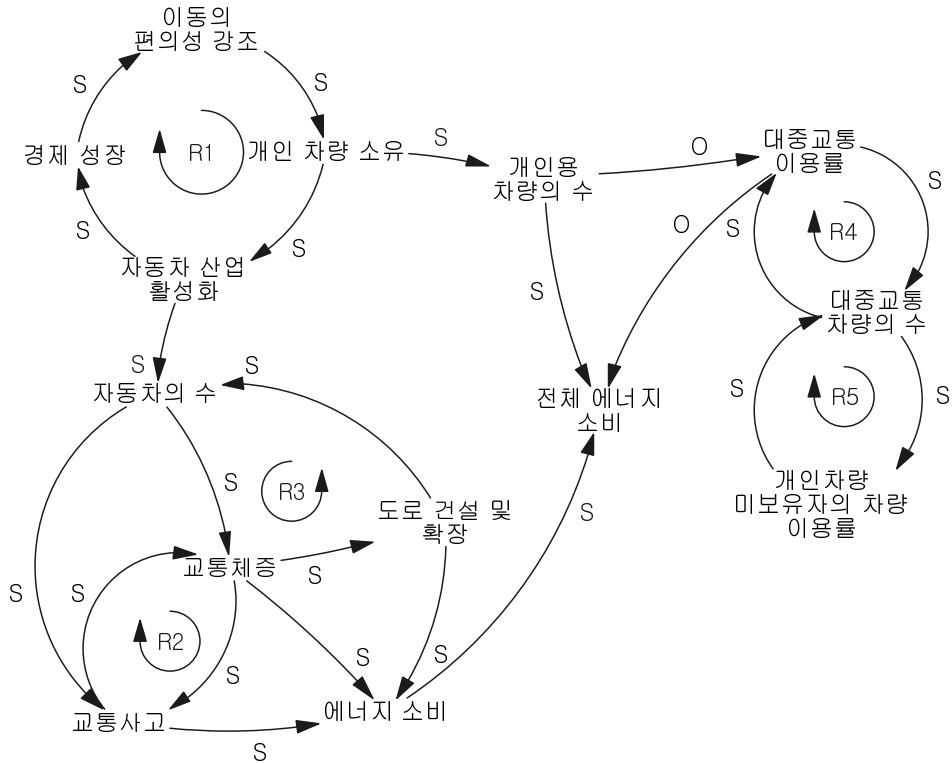 이동의
편의성 강조
S
S
경제 성장
R1
개인 차량 소유
S
S
S
자동차 산업
활성화
개인용
차량의 수
O
대중교통
이용률
S
O
S
R4
S
대중교통
차량의 수
S
S
자동차의 수
S
전체 에너지
소비
S
R5
S
개인차량
미보유자의 차량
이용률
S
R3
도로 건설 및
확장
S
교통체증
S
S
S
R2
S
S
S
교통사고
에너지 소비
S